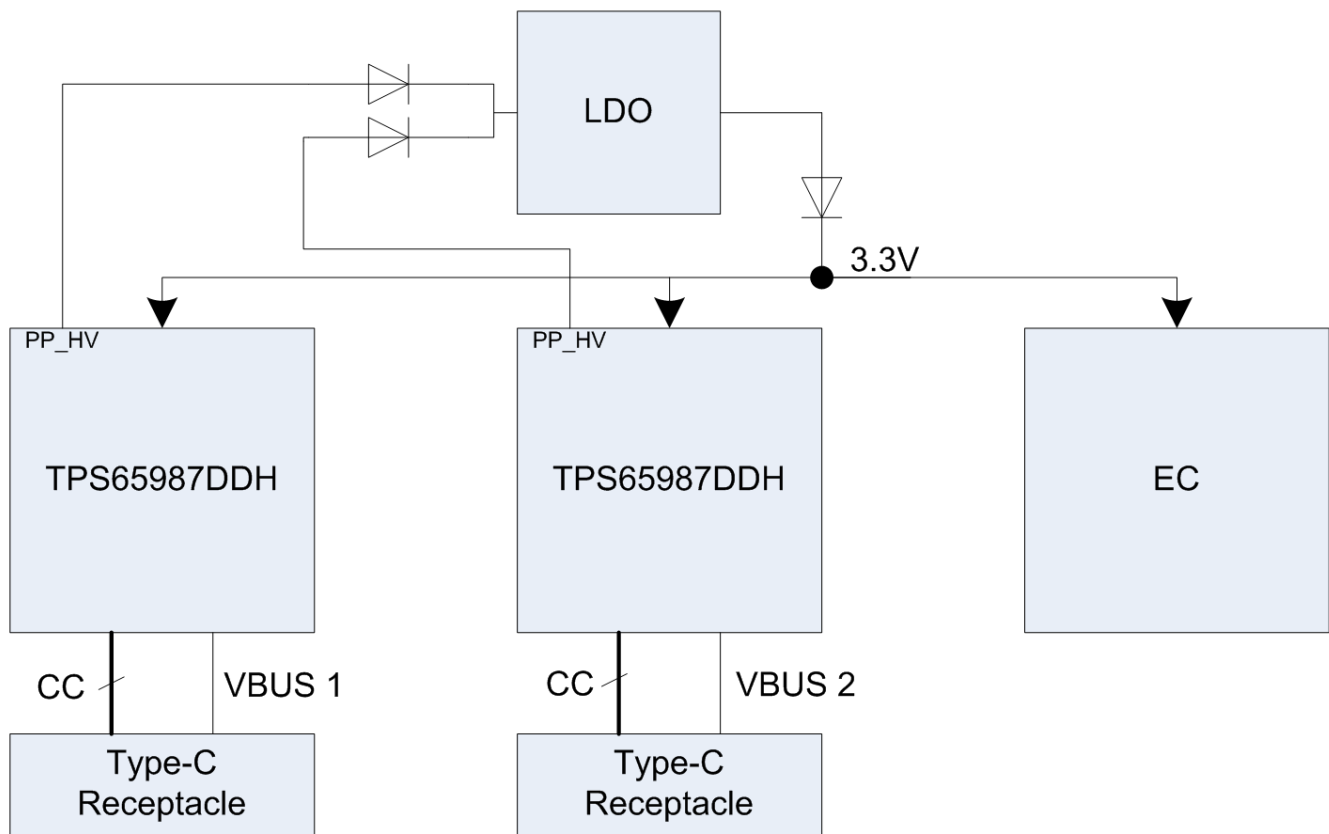 LDO
3.3V
PP_HV
PP_HV
TPS65987DDH
TPS65987DDH
EC
CC
VBUS 1
CC
VBUS 2
Type-C
Receptacle
Type-C
Receptacle